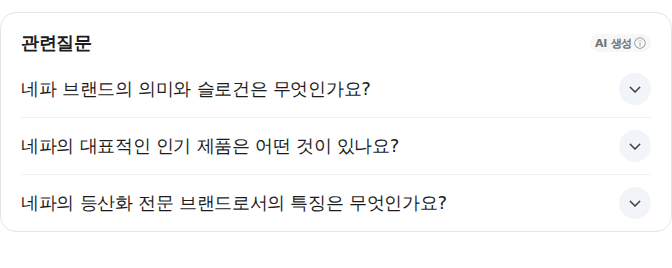 관련질문
AI 생성
네파 브랜드의 의미와 슬로건은 무엇인가요?
네파의 대표적인 인기 제품은 어떤 것이 있나요?
네파의 등산화 전문 브랜드로서의 특징은 무엇인가요?